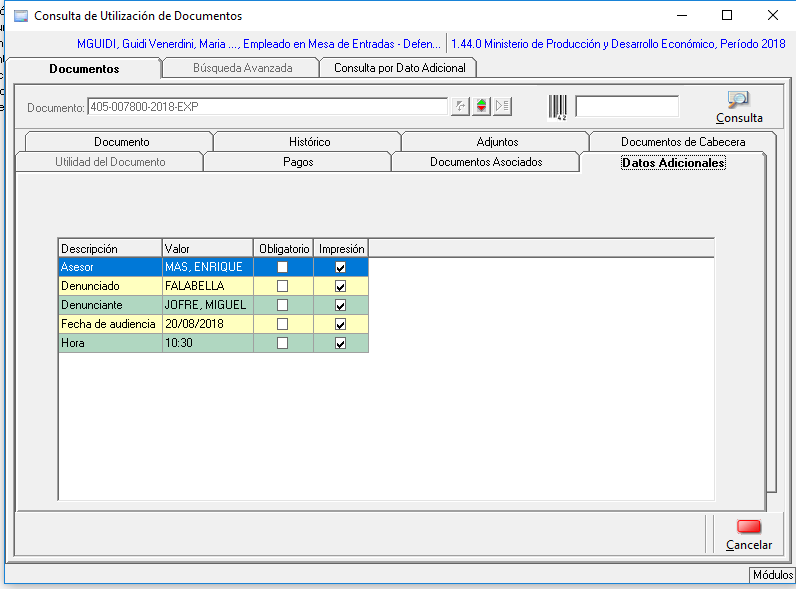 Consulta de Utilización de Documentos
MGUIDI, Guidi Venerdini, Maria ..., Empleado en Mesa de Entradas - Defen... 1.44.0 Ministerio de Producción y Desarrollo Económico, Período 2018
Documentos Búsqueda Avanzada Consulta por Dato Adicional
Documento: 405-007800-2018-EXP
Consulta
Documento Histórico Adjuntos Documentos de Cabecera
Utilidad del Documento Pagos Documentos Asociados Datos Adicionales
Descripción Valor Obligatorio Impresión
Asesor MAS, ENRIQUE
Denunciado FALABELLA
Denunciante JOFRE, MIGUEL
Fecha de audiencia 20/08/2018
Hora 10:30
Cancelar
Módulos